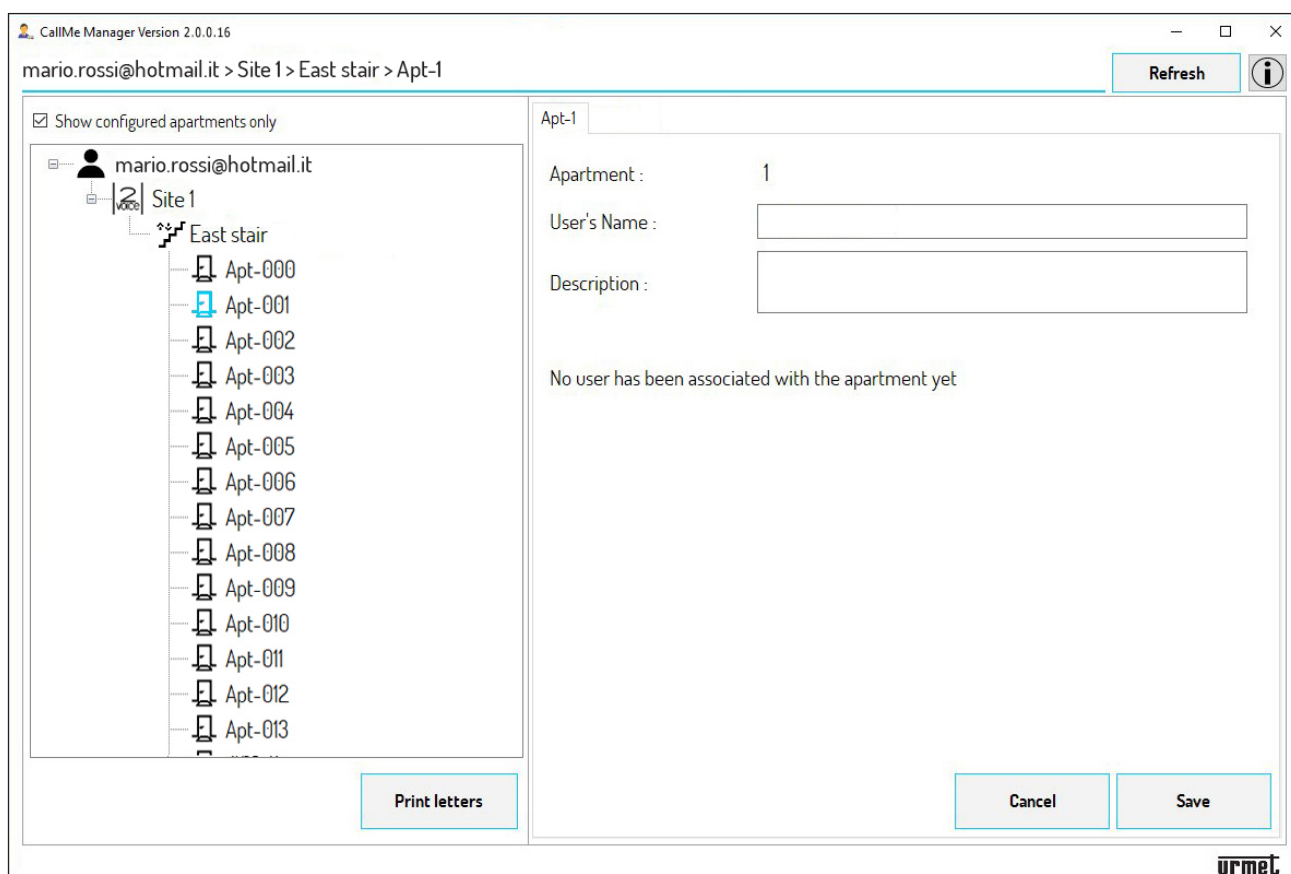 CallMe Manager Version 2.0.0.16
mario.rossi@hotmail.it > Site 1 > East stair > Apt-1
Refresh
Show configured apartments only
mario.rossi@hotmail.it
2 voice
Site 1
East stair
Apt-000
Apt-001
Apt-002
Apt-003
Apt-004
Apt-005
Apt-006
Apt-007
Apt-008
Apt-009
Apt-010
Apt-011
Apt-012
Apt-013
Print letters
Apt-1
Apartment : 1
User's Name :
Description :
No user has been associated with the apartment yet
Cancel
Save
urmet